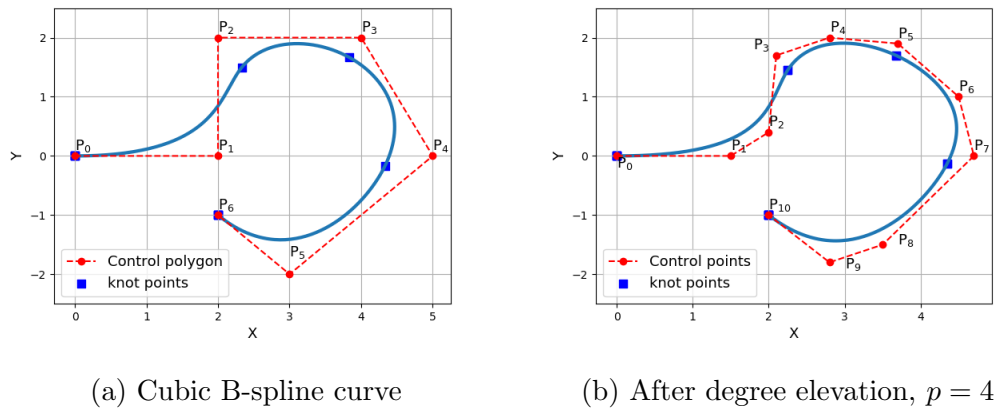 P0
P1
P2
P3
P4
P5
P6
2
1
0
−1
−2
Y
0
1
2
3
4
5
X
Control polygon
knot points
(a) Cubic B-spline curve
P0
P1
P2
P3
P4
P5
P6
P7
P8
P9
P10
2
1
0
−1
−2
Y
0
1
2
3
4
X
Control points
knot points
(b) After degree elevation, p = 4